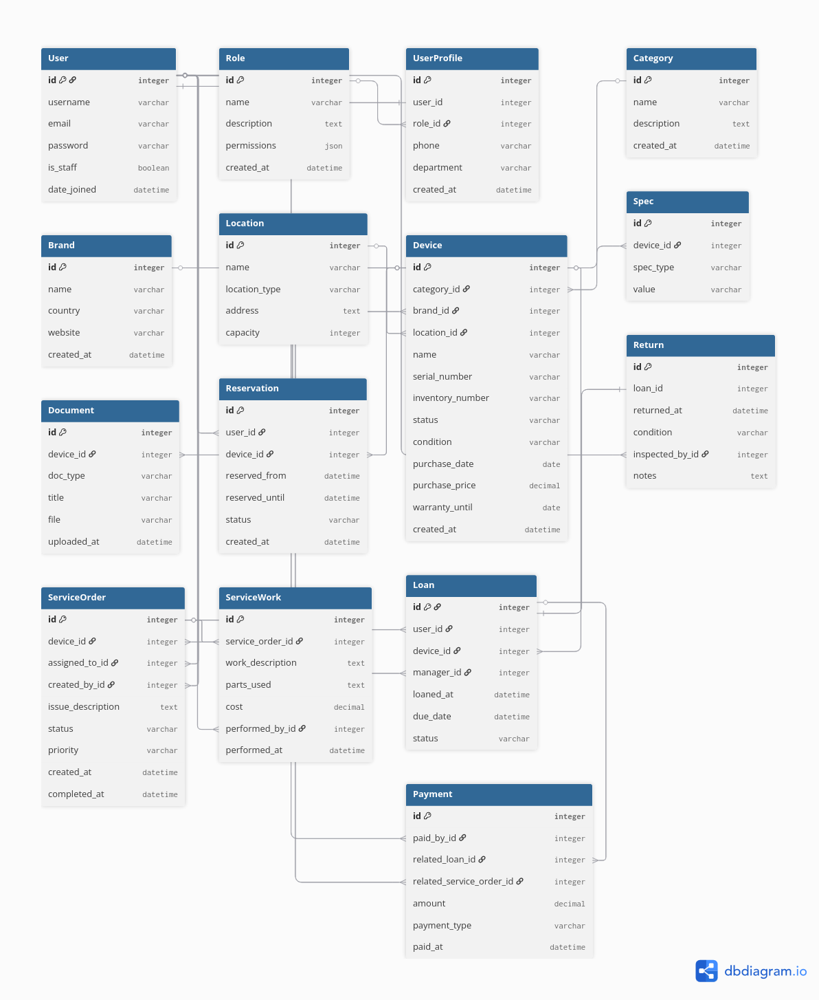 User
id integer
username varchar
email varchar
password varchar
is_staff boolean
date_joined datetime
Role
id integer
name varchar
description text
permissions json
created_at datetime
UserProfile
id integer
user_id integer
role_id integer
phone varchar
department varchar
created_at datetime
Category
id integer
name varchar
description text
created_at datetime
Spec
id integer
device_id integer
spec_type varchar
value varchar
Brand
id integer
name varchar
country varchar
website varchar
created_at datetime
Location
id integer
name varchar
location_type varchar
address text
capacity integer
Device
id integer
category_id integer
brand_id integer
location_id integer
name varchar
serial_number varchar
inventory_number varchar
status varchar
condition varchar
purchase_date date
purchase_price decimal
warranty_until date
created_at datetime
Return
id integer
loan_id integer
returned_at datetime
condition varchar
inspected_by_id integer
notes text
Document
id integer
device_id integer
doc_type varchar
title varchar
file varchar
uploaded_at datetime
Reservation
id integer
user_id integer
device_id integer
reserved_from datetime
reserved_until datetime
status varchar
created_at datetime
ServiceOrder
id integer
device_id integer
assigned_to_id integer
created_by_id integer
issue_description text
status varchar
priority varchar
created_at datetime
completed_at datetime
ServiceWork
id integer
service_order_id integer
work_description text
parts_used text
cost decimal
performed_by_id integer
performed_at datetime
Loan
id integer
user_id integer
device_id integer
manager_id integer
loaned_at datetime
due_date datetime
status varchar
Payment
id integer
paid_by_id integer
related_loan_id integer
related_service_order_id integer
amount decimal
payment_type varchar
paid_at datetime
dbdiagram.io